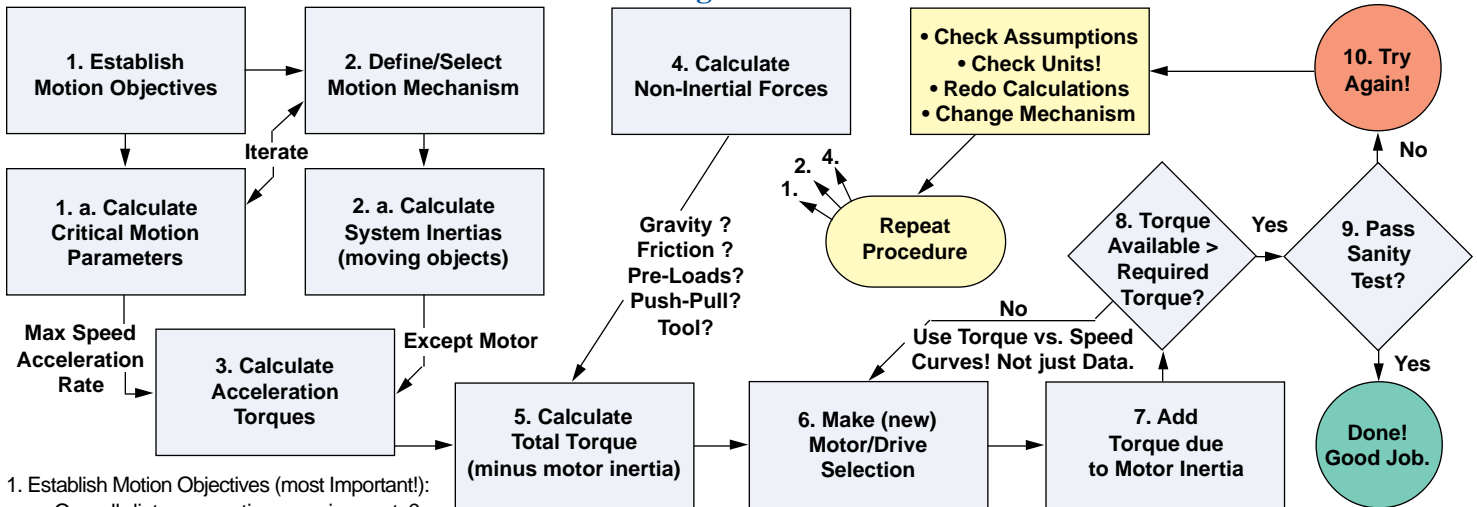 1. Establish
Motion Objectives
2. Define/Select
Motion Mechanism
4. Calculate
Non-Inertial Forces
• Check Assumptions
• Check Units!
• Redo Calculations
• Change Mechanism
10. Try
Again!
Iterate
No
1. a. Calculate
Critical Motion
Parameters
2. a. Calculate
System Inertias
(moving objects)
Gravity ?
Friction ?
Pre-Loads?
Push-Pull?
Tool?
1.
2.
4.
Repeat
Procedure
8. Torque
Available >
Required
Torque?
Yes
9. Pass
Sanity
Test?
No
Use Torque vs. Speed
Curves! Not just Data.
Max Speed
Acceleration
Rate
Except Motor
Yes
3. Calculate
Acceleration
Torques
5. Calculate
Total Torque
(minus motor inertia)
6. Make (new)
Motor/Drive
Selection
7. Add
Torque due
to Motor Inertia
Done!
Good Job.
1. Establish Motion Objectives (most Important!):